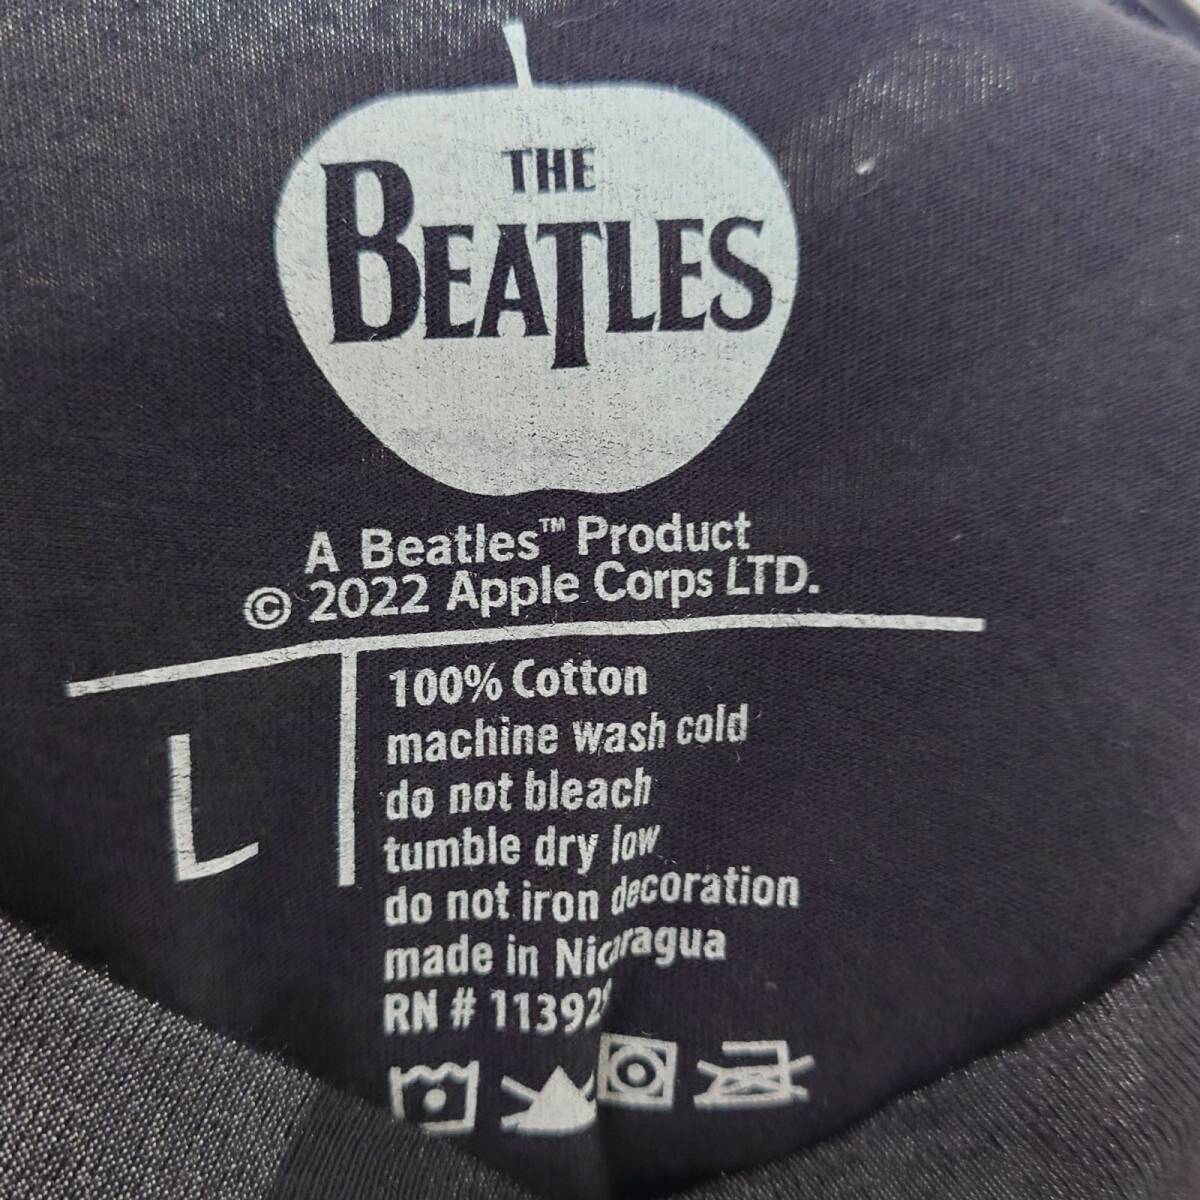 THE
BEATLES
A Beatles™ Product
© 2022 Apple Corps LTD.
L
100% Cotton
machine wash cold
do not bleach
tumble dry low
do not iron decoration
made in Nicaragua
RN #